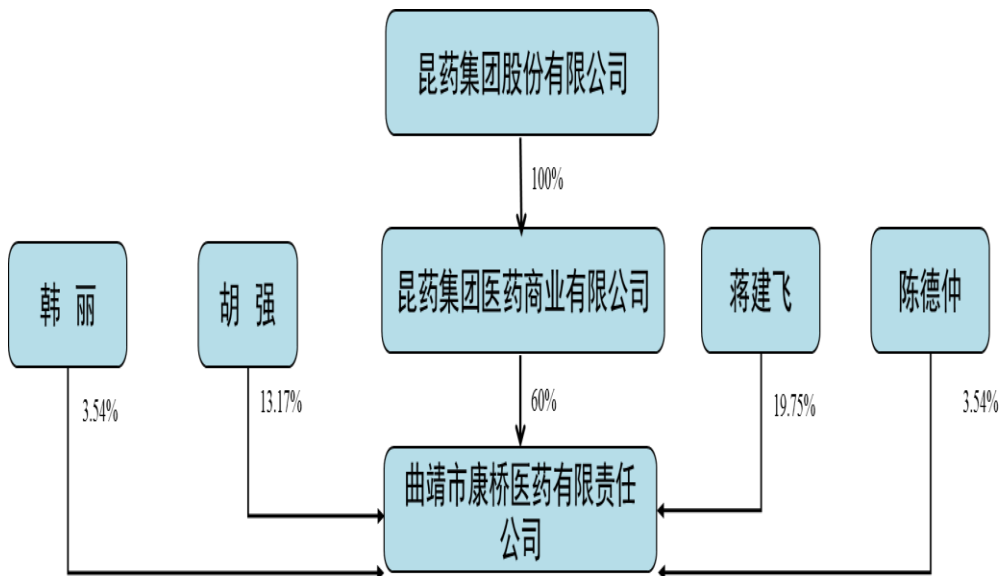 昆药集团股份有限公司
100%
韩 丽
胡 强
昆药集团医药商业有限公司
蒋建飞
陈德仲
3.54%
13.17%
60%
19.75%
3.54%
曲靖市康桥医药有限责任
公司